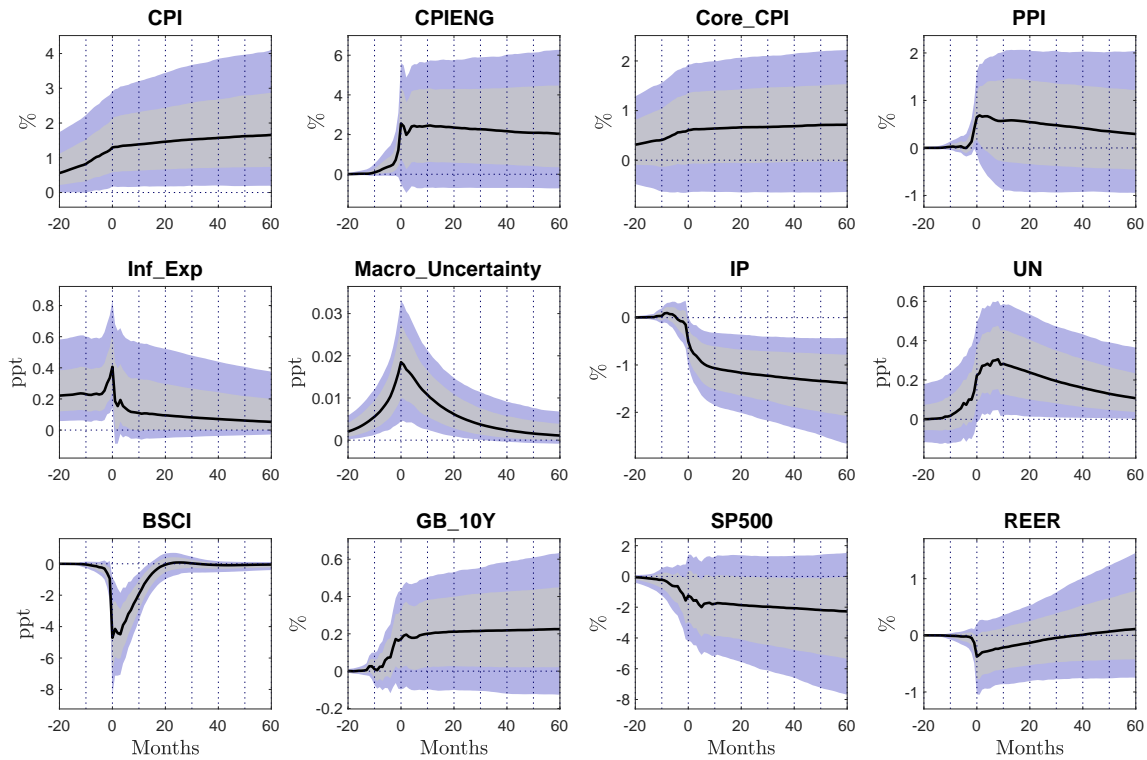 CPI CPIENG Core_CPI PPI
% % % %
4 6 2 2
3 4 1 1
2 2 0 0
1 0 -1
0
-20 0 20 40 60 -20 0 20 40 60 -20 0 20 40 60 -20 0 20 40 60
Inf_Exp Macro_Uncertainty IP UN
ppt ppt % ppt
0.8 0.03 0 0.6
0.6 0.02 -1 0.4
0.4 0.01 -2 0.2
0.2 0 0
0
-20 0 20 40 60 -20 0 20 40 60 -20 0 20 40 60 -20 0 20 40 60
BSCI GB_10Y SP500 REER
ppt % % %
0 0.6 2 1
-2 0.4 0 0
-4 0.2 -2 -1
-6 0 -4
-8 -0.2 -6
-8
-20 0 20 40 60 -20 0 20 40 60 -20 0 20 40 60 -20 0 20 40 60
Months Months Months Months